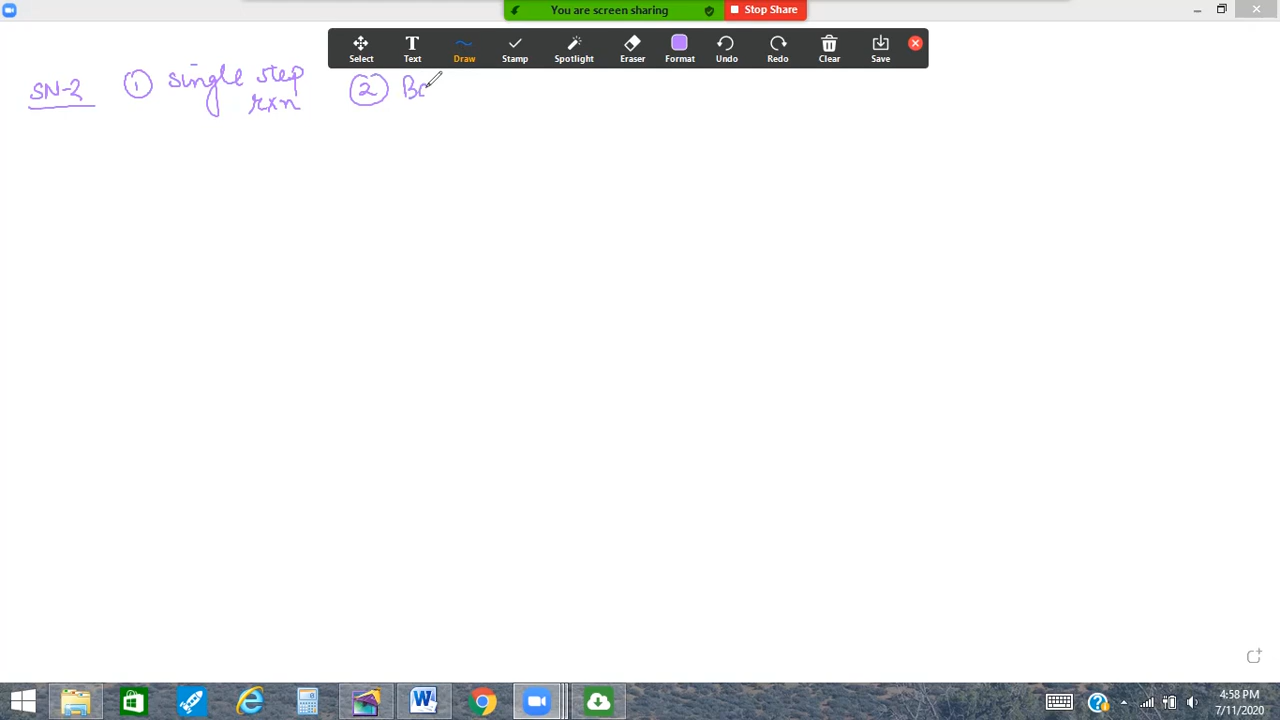 You are screen sharing Stop Share
Select Text Draw Stamp Spotlight Eraser Format Undo Redo Clear Save
SN-2 ① single step ②
rxn
4:58 PM
7/11/2020